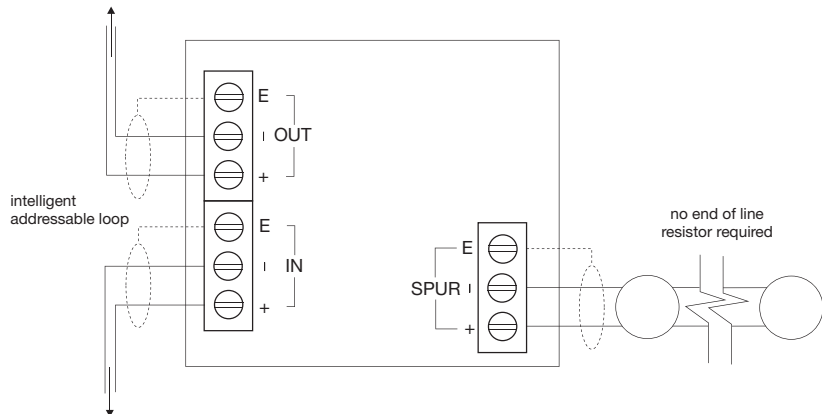 E
– OUT
+
intelligent
addressable loop
E
– IN
+
no end of line
resistor required
E
SPUR –
+